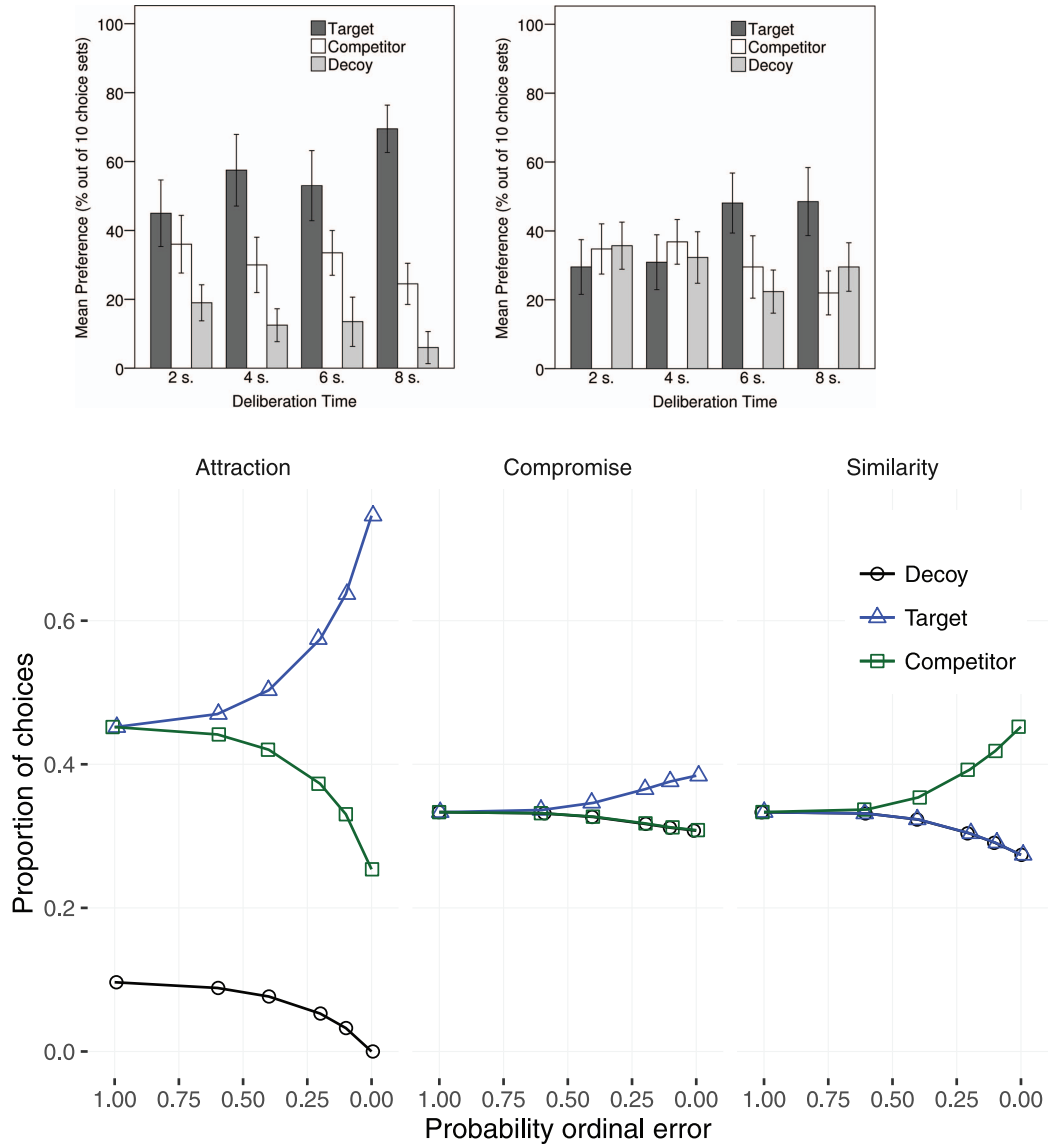 Mean Preference (% out of 10 choice sets)
100
80
60
40
20
0
Target
Competitor
Decoy
2 s.
4 s.
6 s.
8 s.
Deliberation Time
Mean Preference (% out of 10 choice sets)
100
80
60
40
20
0
Target
Competitor
Decoy
2 s.
4 s.
6 s.
8 s.
Deliberation Time
Attraction
Compromise
Similarity
Proportion of choices
0.6
0.4
0.2
0.0
Decoy
Target
Competitor
1.00 0.75 0.50 0.25 0.00
1.00 0.75 0.50 0.25 0.00
1.00 0.75 0.50 0.25 0.00
Probability ordinal error